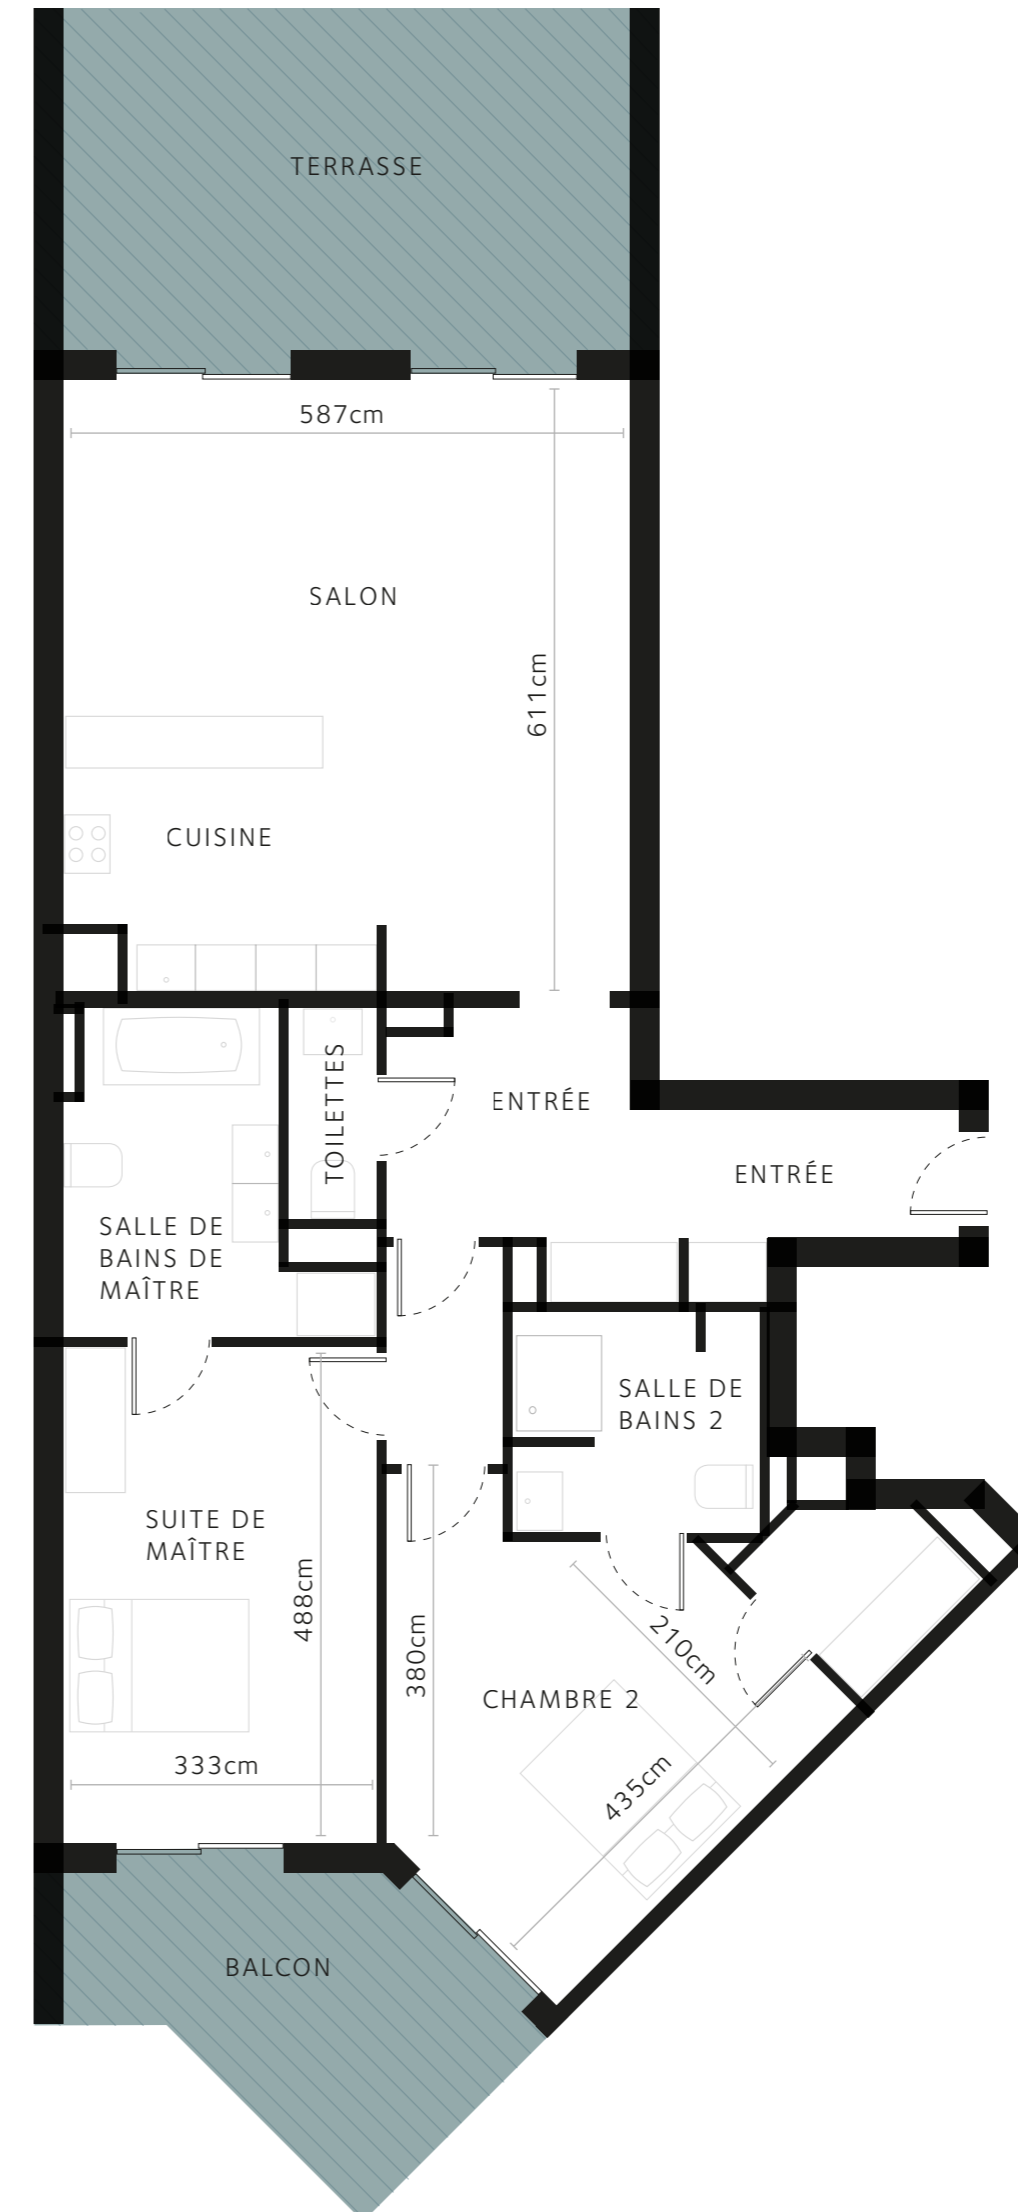 TERRASSE
587cm
SALON
611cm
CUISINE
TOILETTES
ENTRÉE
ENTRÉE
SALLE DE
BAINS DE
MAÎTRE
SALLE DE
BAINS 2
SUITE DE
MAÎTRE
488cm
380cm
210cm
CHAMBRE 2
333cm
435cm
BALCON